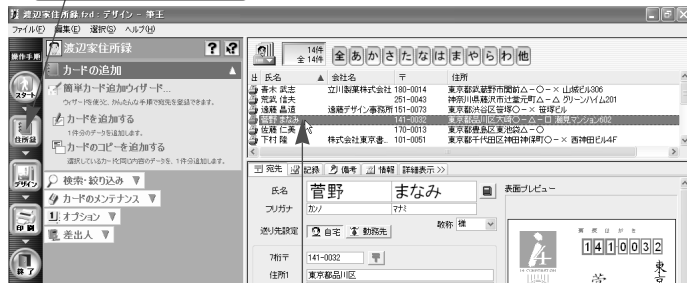 渡辺家住所録.fzd：デザイン - 筆王
ファイル(F) 編集(E) 選択(S) ヘルプ(H)
操作手順
スタート
住所録
デザイン
印刷
終了
渡辺家住所録
カードの追加
簡単カード追加ウィザード...
ウィザードを使うと、かんたんな手順で宛先を登録できます。
カードを追加する
1件分のデータを追加します。
カードのコピーを追加する
選択しているカードと同じ内容のデータを、1件分追加します。
検索・絞り込み ▼
カードのメンテナンス ▼
オプション ▼
差出人 ▼
14件
全 14件
全 あ か さ た な は ま や ら わ 他
出 氏名 ▲ 会社名 〒 住所
青木 武志 立川製菓株式会社 180-0014 東京都武蔵野市関前△－○－× 山城ビル306
荒武 信夫 251-0043 神奈川県藤沢市辻堂元町△－△ グリーンハイム201
遠藤 昌道 遠藤デザイン事務所 151-0073 東京都渋谷区笹塚○－× 笹塚ビル
菅野 まなみ 141-0032 東京都品川区大崎○－△－□ 潮見マンション602
佐藤 仁美 170-0013 東京都豊島区東池袋△－○
下村 隆 株式会社東京書... 101-0051 東京都千代田区神田神保町○－× 西神田ビル4F
宛先 記録 備考 情報 詳細表示 >>
氏名 菅野 まなみ
フリガナ カンノ マナミ
送り先設定 自宅 勤務先 敬称 様
7桁〒 141-0032 〒
住所1 東京都品川区
表面プレビュー
郵便はがき
1410032
東京
菅